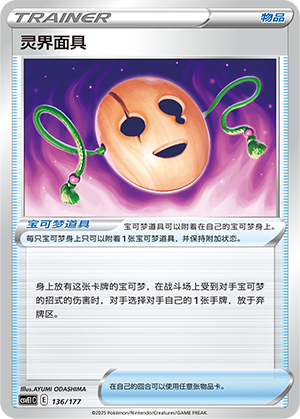 TRAINER 物品
灵界面具
宝可梦道具 宝可梦道具可以附着在自己的宝可梦身上。
每只宝可梦身上只可以附着1张宝可梦道具，并保持附加状态。
身上放有这张卡牌的宝可梦，在战斗场上受到对手宝可梦
的招式的伤害时，对手选择对手自己的1张手牌，放于弃
牌区。
Illus.AYUMI ODASHIMA
E 136/177
在自己的回合可以使用任意张物品卡。
©2025 Pokémon/Nintendo/Creatures/GAME FREAK.